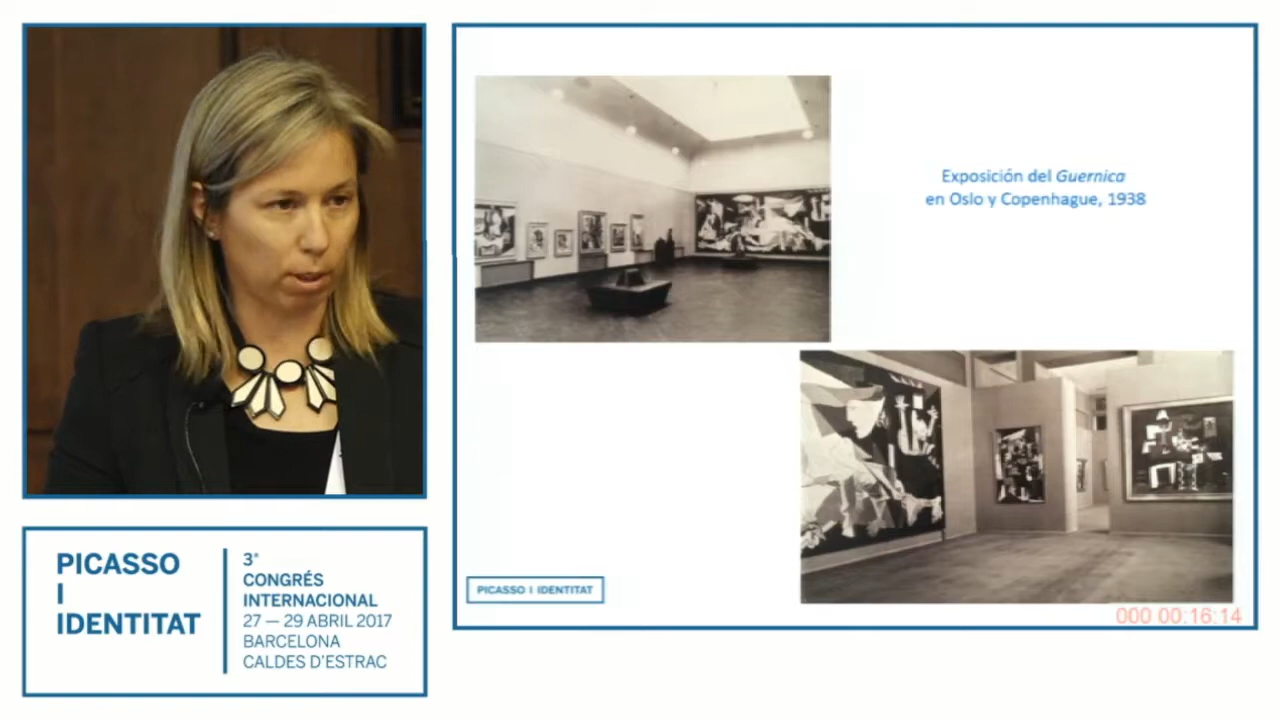 Exposición del Guernica
en Oslo y Copenhague, 1938
PICASSO I IDENTITAT
000 00:16:14
PICASSO
I
IDENTITAT
3r
CONGRÉS
INTERNACIONAL
27 — 29 ABRIL 2017
BARCELONA
CALDES D'ESTRAC